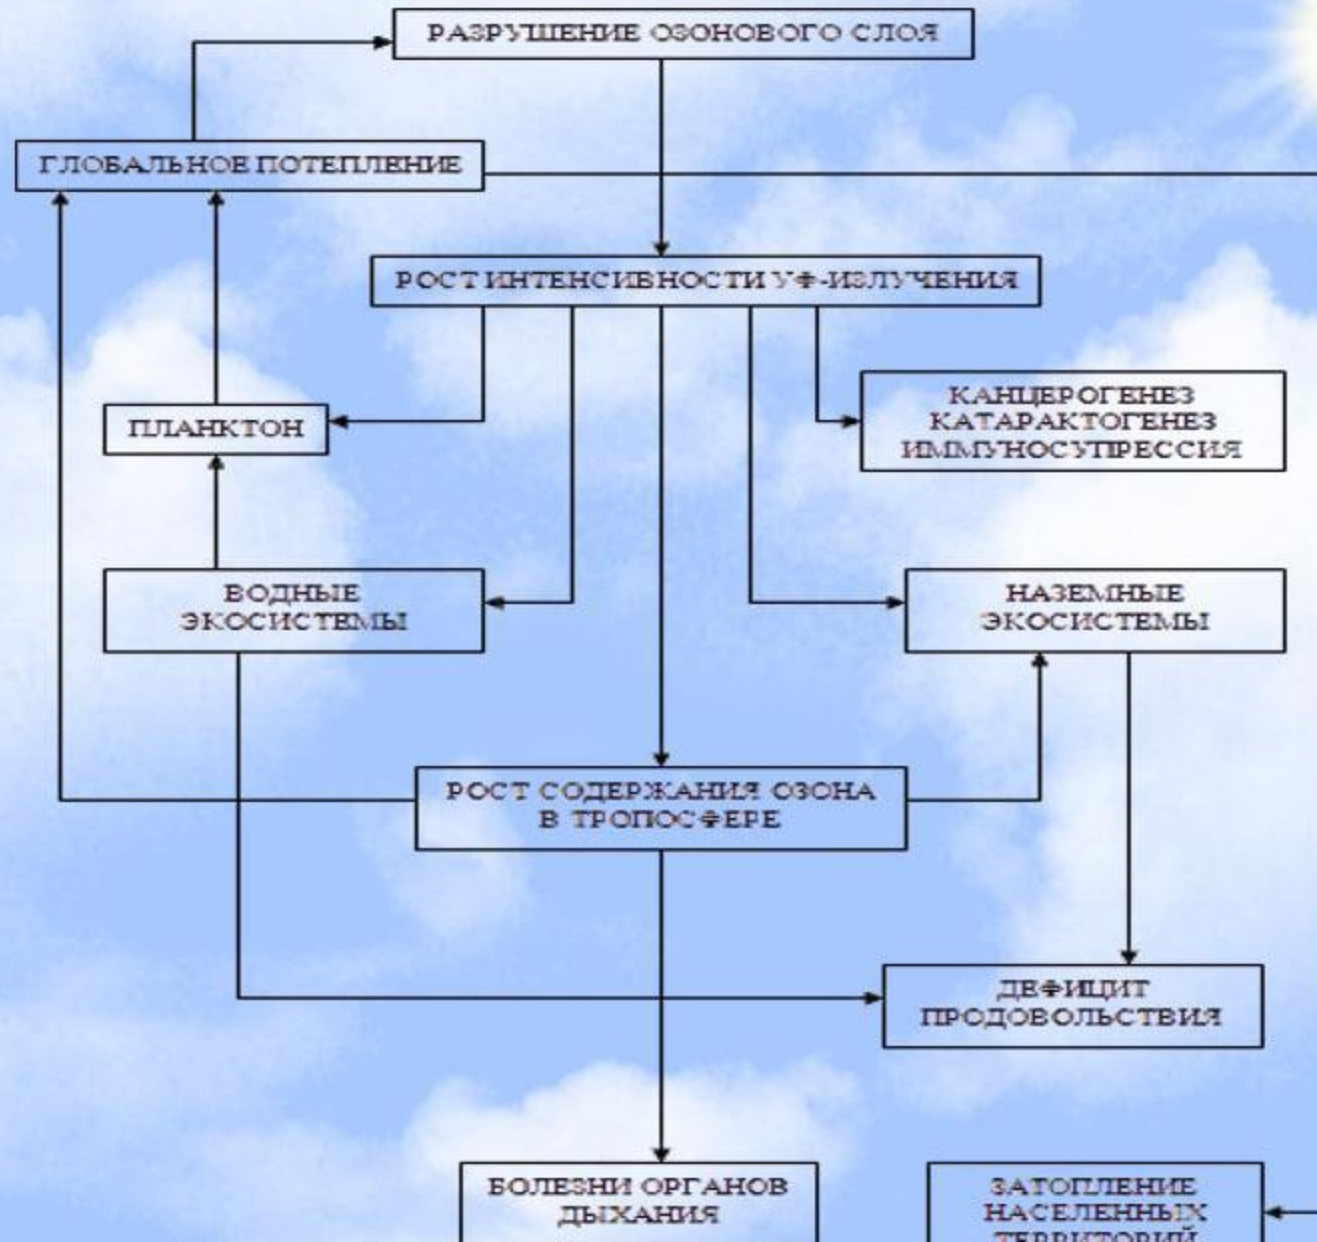 РАЗРУШЕНИЕ ОЗОНОВОГО СЛОЯ
ГЛОБАЛЬНОЕ ПОТЕПЛЕНИЕ
РОСТ ИНТЕНСИВНОСТИ УФ-ИЗЛУЧЕНИЯ
КАНЦЕРОГЕНЕЗ
КАТАРАКТОГЕНЕЗ
ИММУНОСУПРЕССИЯ
ПЛАНКТОН
ВОДНЫЕ
ЭКОСИСТЕМЫ
НАЗЕМНЫЕ
ЭКОСИСТЕМЫ
РОСТ СОДЕРЖАНИЯ ОЗОНА
В ТРОПОСФЕРЕ
ДЕФИЦИТ
ПРОДОВОЛЬСТВИЯ
БОЛЕЗНИ ОРГАНОВ
ДЫХАНИЯ
ЗАТОПЛЕНИЕ
НАСЕЛЕННЫХ
ТЕРРИТОРИЙ